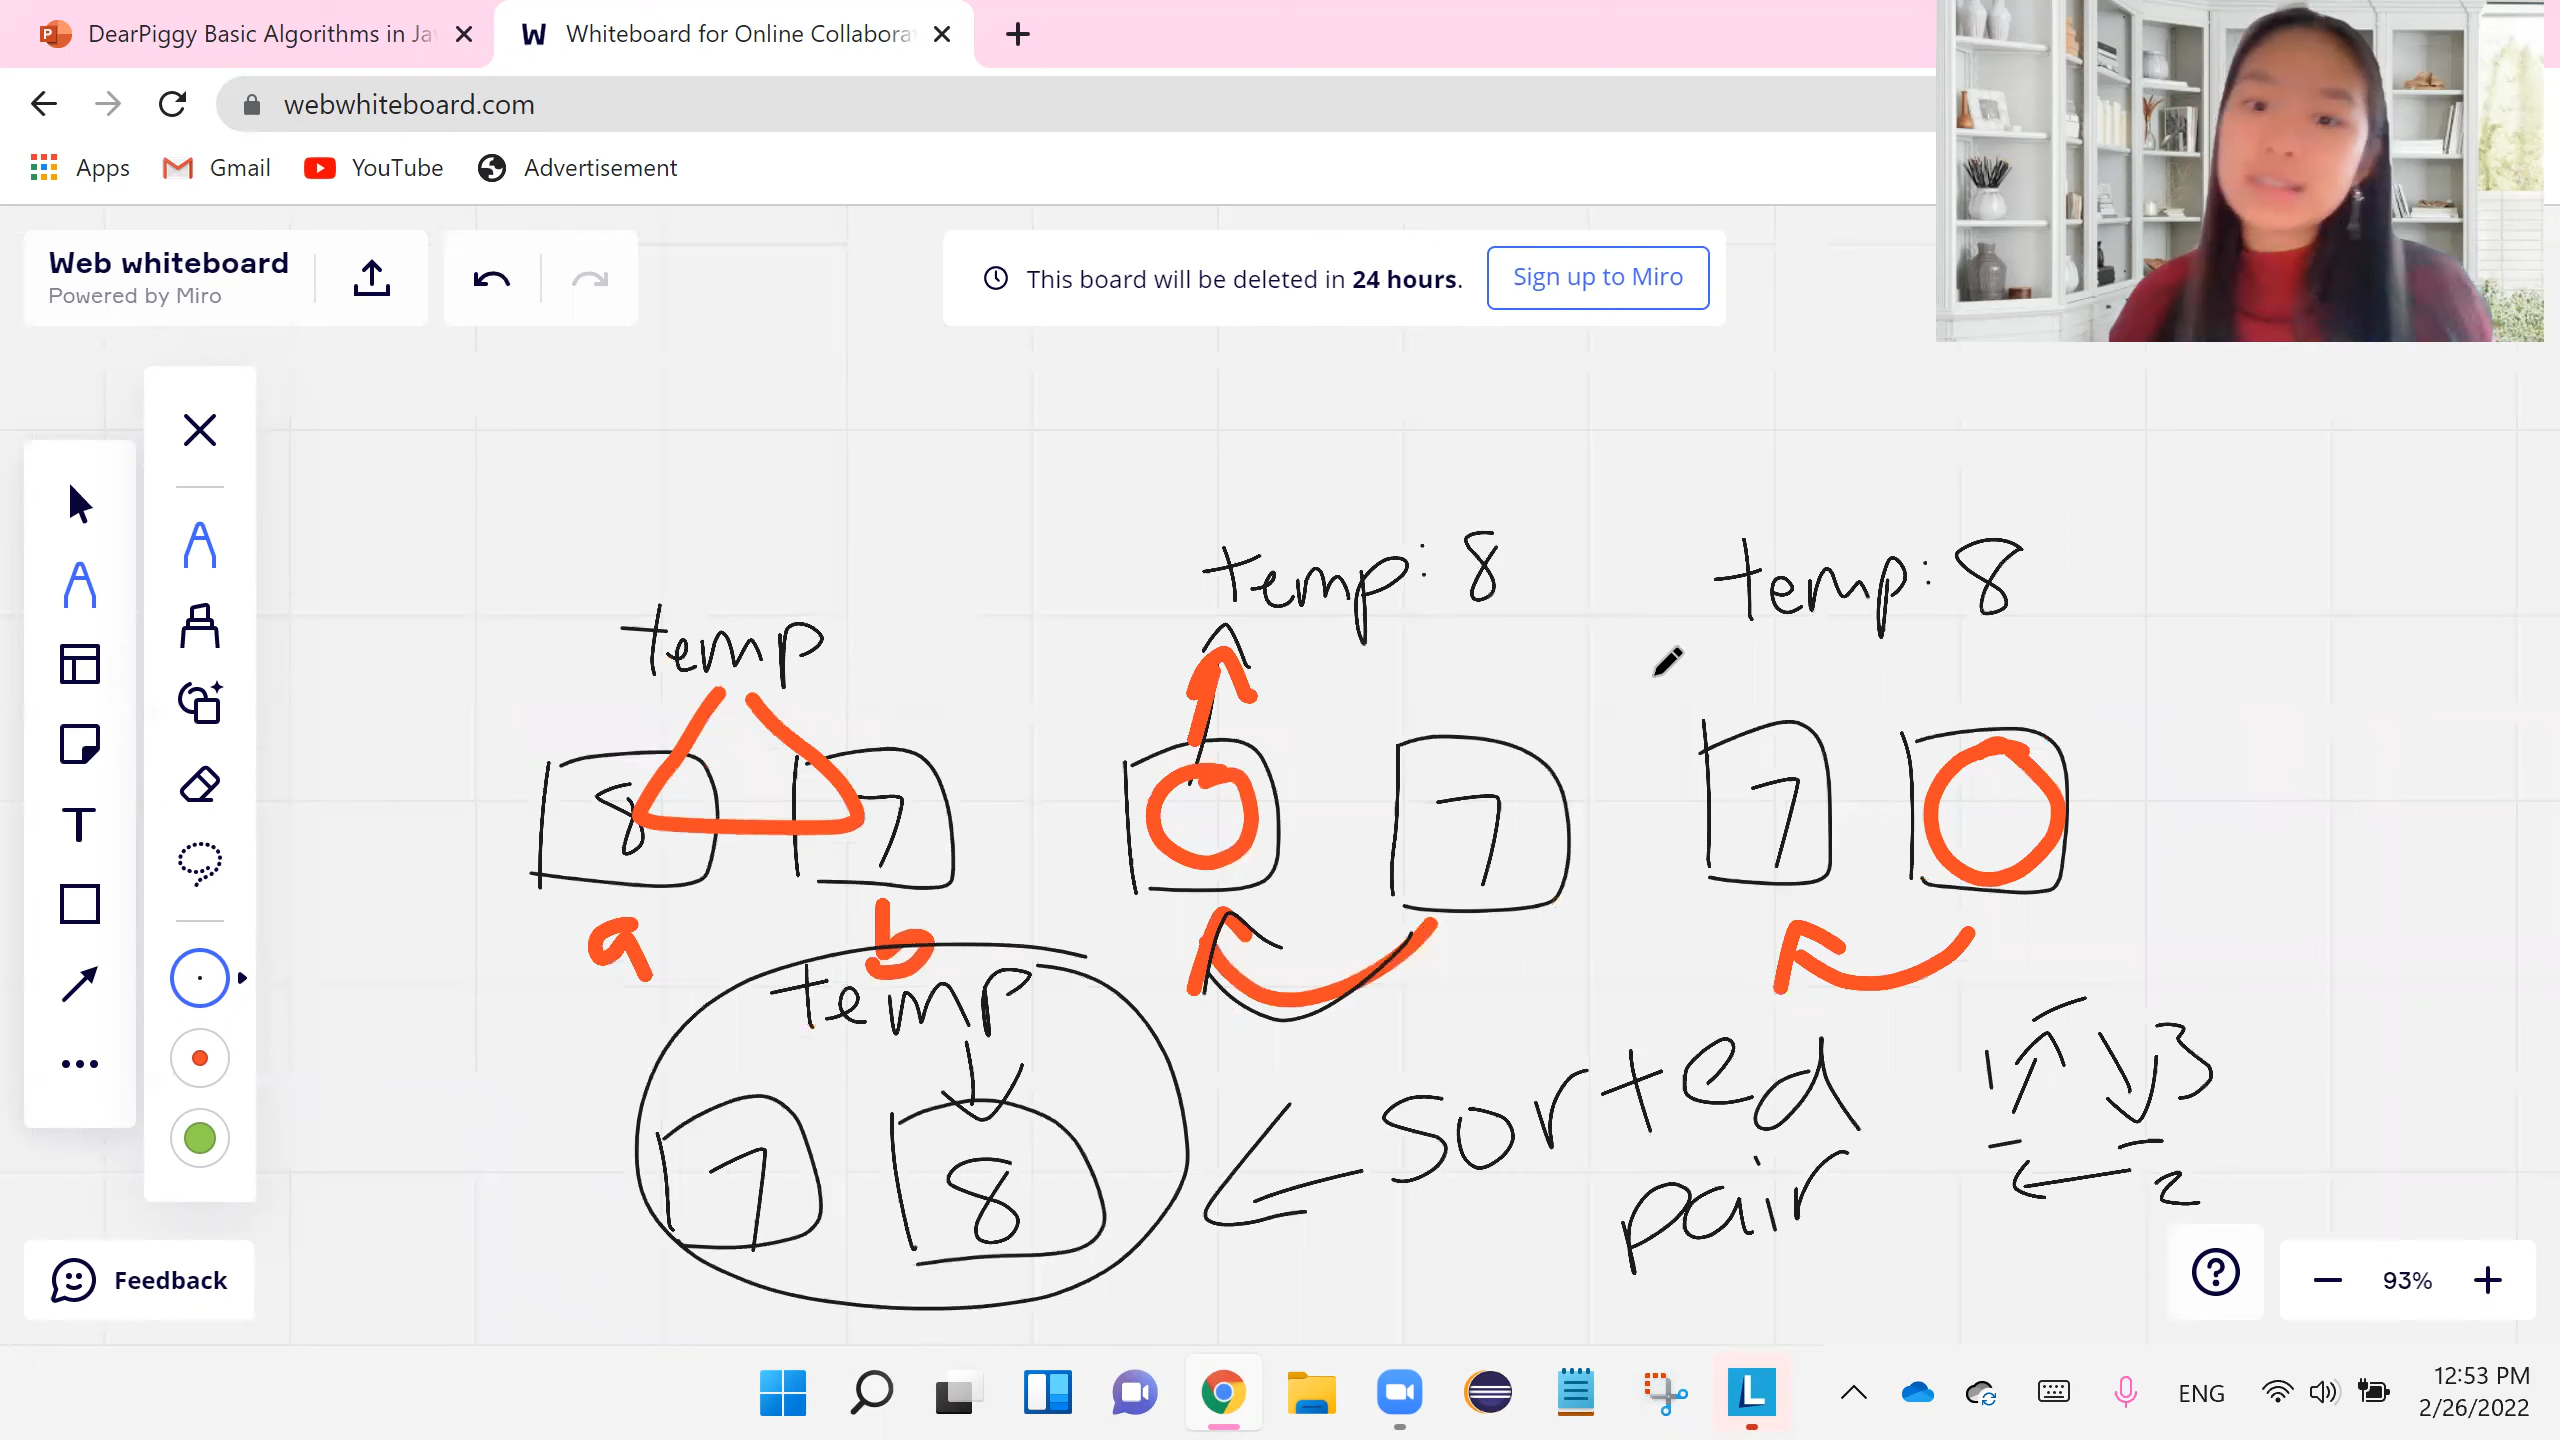 DearPiggy Basic Algorithms in Ja
Whiteboard for Online Collabora
webwhiteboard.com
Apps
Gmail
YouTube
Advertisement
Web whiteboard
Powered by Miro
This board will be deleted in 24 hours.
Sign up to Miro
temp: 8
temp: 8
temp
8
7
7
7
a
b
temp
7
8
sorted
pair
1
3
2
Feedback
93%
ENG
12:53 PM
2/26/2022